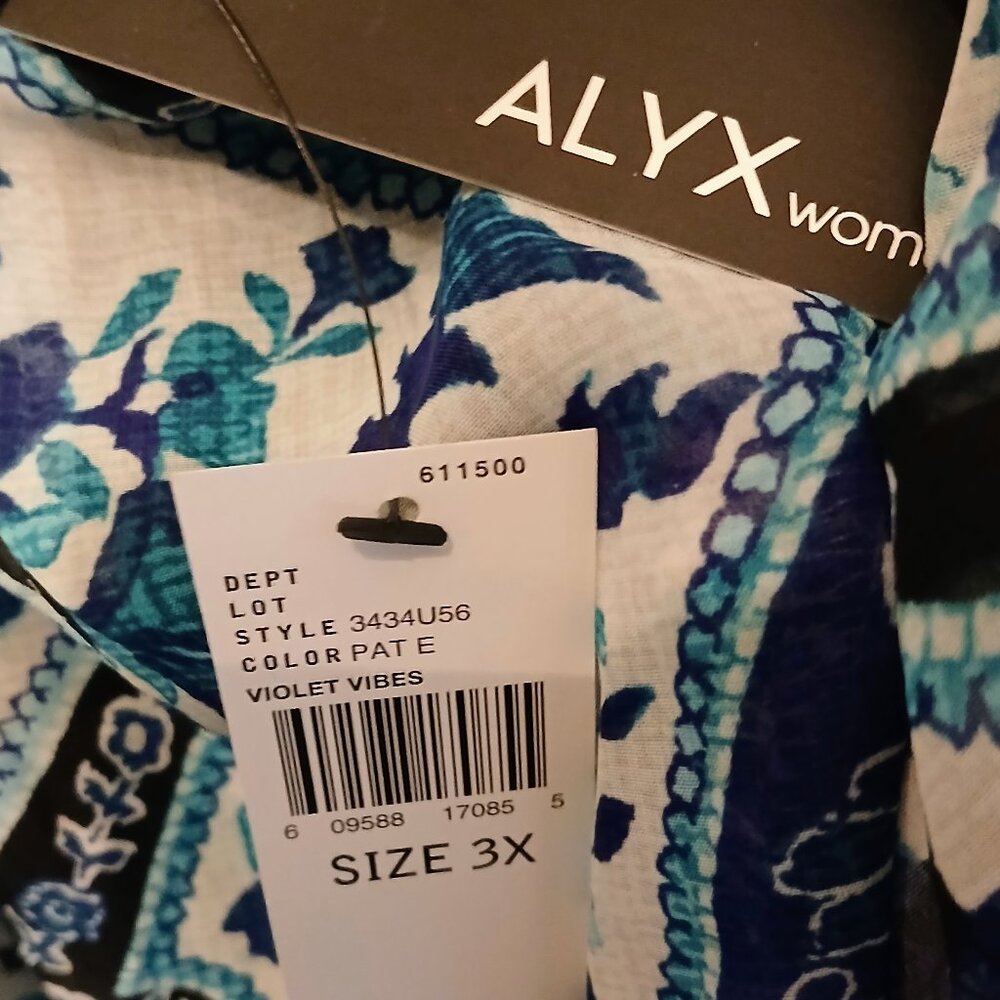 ALYX wom
611500
DEPT
LOT
STYLE 3434U56
COLOR PAT E
VIOLET VIBES
6 09588 17085 5
SIZE 3X